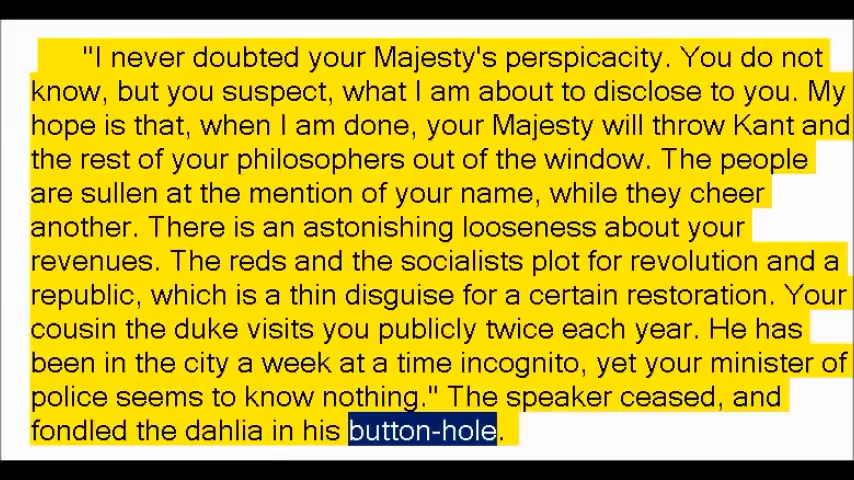 "I never doubted your Majesty's perspicacity. You do not
know, but you suspect, what I am about to disclose to you. My
hope is that, when I am done, your Majesty will throw Kant and
the rest of your philosophers out of the window. The people
are sullen at the mention of your name, while they cheer
another. There is an astonishing looseness about your
revenues. The reds and the socialists plot for revolution and a
republic, which is a thin disguise for a certain restoration. Your
cousin the duke visits you publicly twice each year. He has
been in the city a week at a time incognito, yet your minister of
police seems to know nothing." The speaker ceased, and
fondled the dahlia in his button-hole.